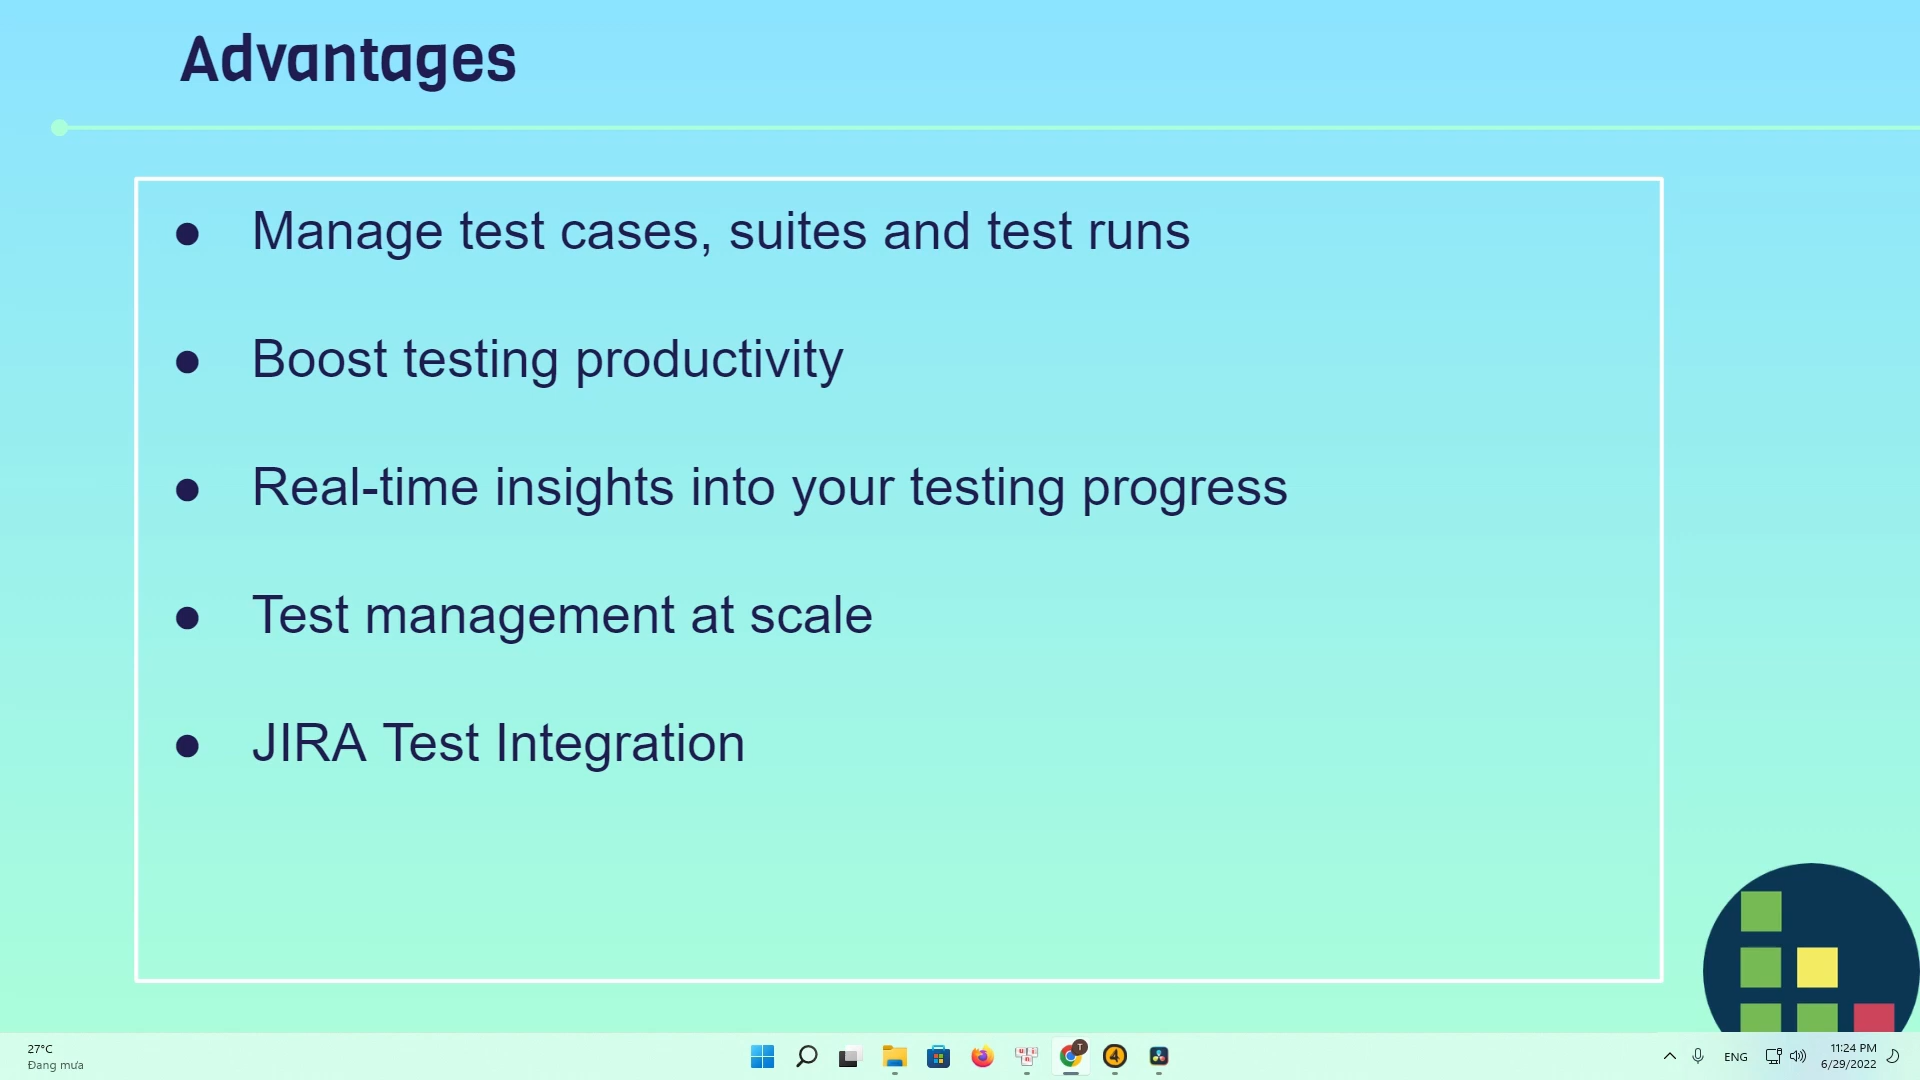 Advantages
● Manage test cases, suites and test runs
● Boost testing productivity
● Real-time insights into your testing progress
● Test management at scale
● JIRA Test Integration
27°C
Đang mưa
T
4
ENG
11:24 PM
6/29/2022